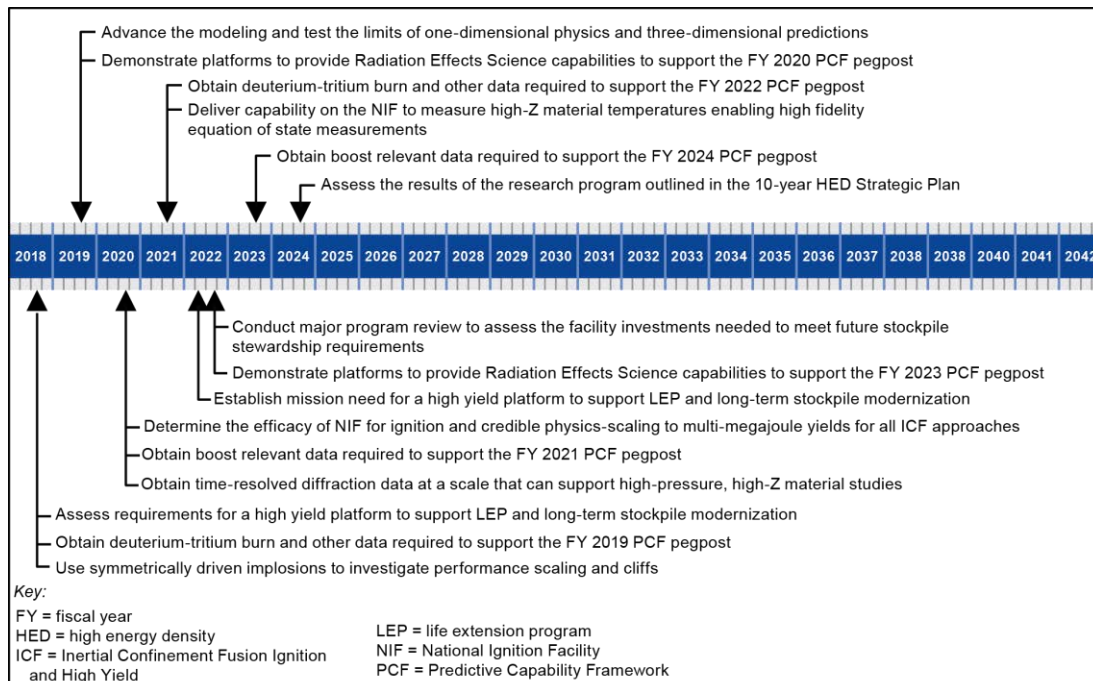 Advance the modeling and test the limits of one-dimensional physics and three-dimensional predictions
Demonstrate platforms to provide Radiation Effects Science capabilities to support the FY 2020 PCF pegpost
Obtain deuterium-tritium burn and other data required to support the FY 2022 PCF pegpost
Deliver capability on the NIF to measure high-Z material temperatures enabling high fidelity
equation of state measurements
Obtain boost relevant data required to support the FY 2024 PCF pegpost
Assess the results of the research program outlined in the 10-year HED Strategic Plan
2018 2019 2020 2021 2022 2023 2024 2025 2026 2027 2028 2029 2030 2031 2032 2033 2034 2035 2036 2037 2038 2038 2040 2041 2042
Conduct major program review to assess the facility investments needed to meet future stockpile
stewardship requirements
Demonstrate platforms to provide Radiation Effects Science capabilities to support the FY 2023 PCF pegpost
Establish mission need for a high yield platform to support LEP and long-term stockpile modernization
Determine the efficacy of NIF for ignition and credible physics-scaling to multi-megajoule yields for all ICF approaches
Obtain boost relevant data required to support the FY 2021 PCF pegpost
Obtain time-resolved diffraction data at a scale that can support high-pressure, high-Z material studies
Assess requirements for a high yield platform to support LEP and long-term stockpile modernization
Obtain deuterium-tritium burn and other data required to support the FY 2019 PCF pegpost
Use symmetrically driven implosions to investigate performance scaling and cliffs
Key:
FY = fiscal year
HED = high energy density
ICF = Inertial Confinement Fusion Ignition
and High Yield
LEP = life extension program
NIF = National Ignition Facility
PCF = Predictive Capability Framework